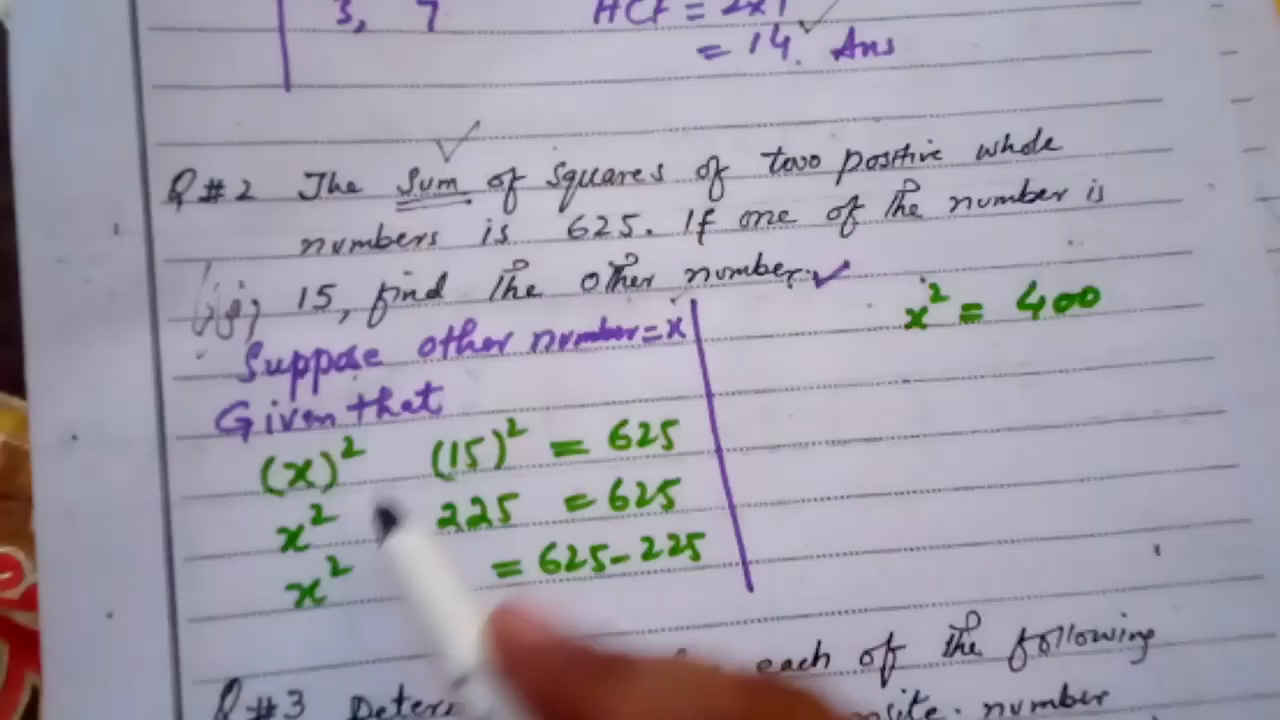 3, 7
HCF = 2x7
= 14. Ans
Q#2 The Sum of squares of two positive whole
numbers is 625. If one of the number is
15, find the other number.
Suppose other number = x
Given that
(x)² (15)² = 625
x² 225 = 625
x² = 625-225
x² = 400
each of the following
Q#3 number